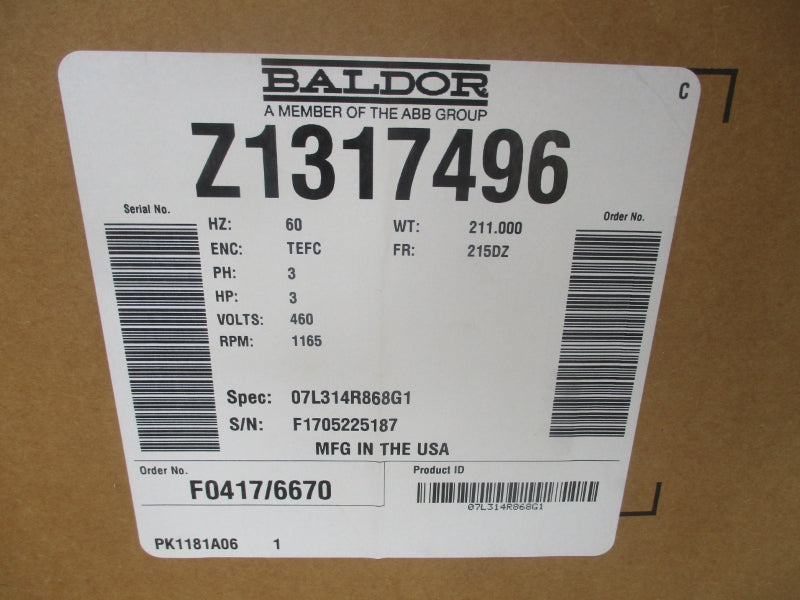 BALDOR
C
A MEMBER OF THE ABB GROUP
Z1317496
Serial No.
Order No.
HZ: 60 WT: 211.000
ENC: TEFC FR: 215DZ
PH: 3
HP: 3
VOLTS: 460
RPM: 1165
Spec: 07L314R868G1
S/N: F1705225187
MFG IN THE USA
Order No.
Product ID
F0417/6670
07L314R868G1
PK1181A06 1